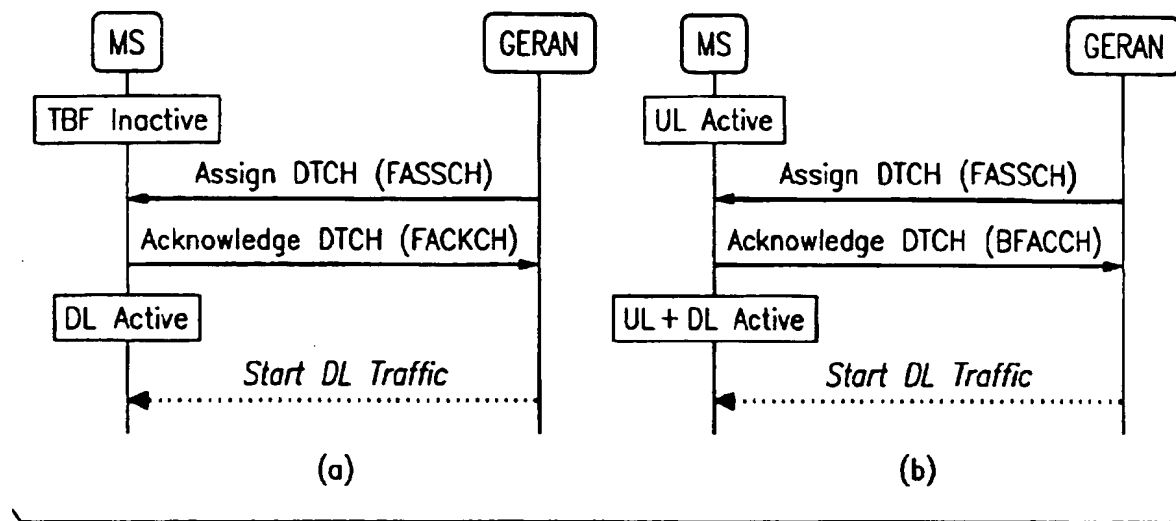 MS
GERAN
TBF Inactive
Assign DTCH (FASSCH)
Acknowledge DTCH (FACKCH)
DL Active
Start DL Traffic
(a)
MS
GERAN
UL Active
Assign DTCH (FASSCH)
Acknowledge DTCH (BFACCH)
UL + DL Active
Start DL Traffic
(b)